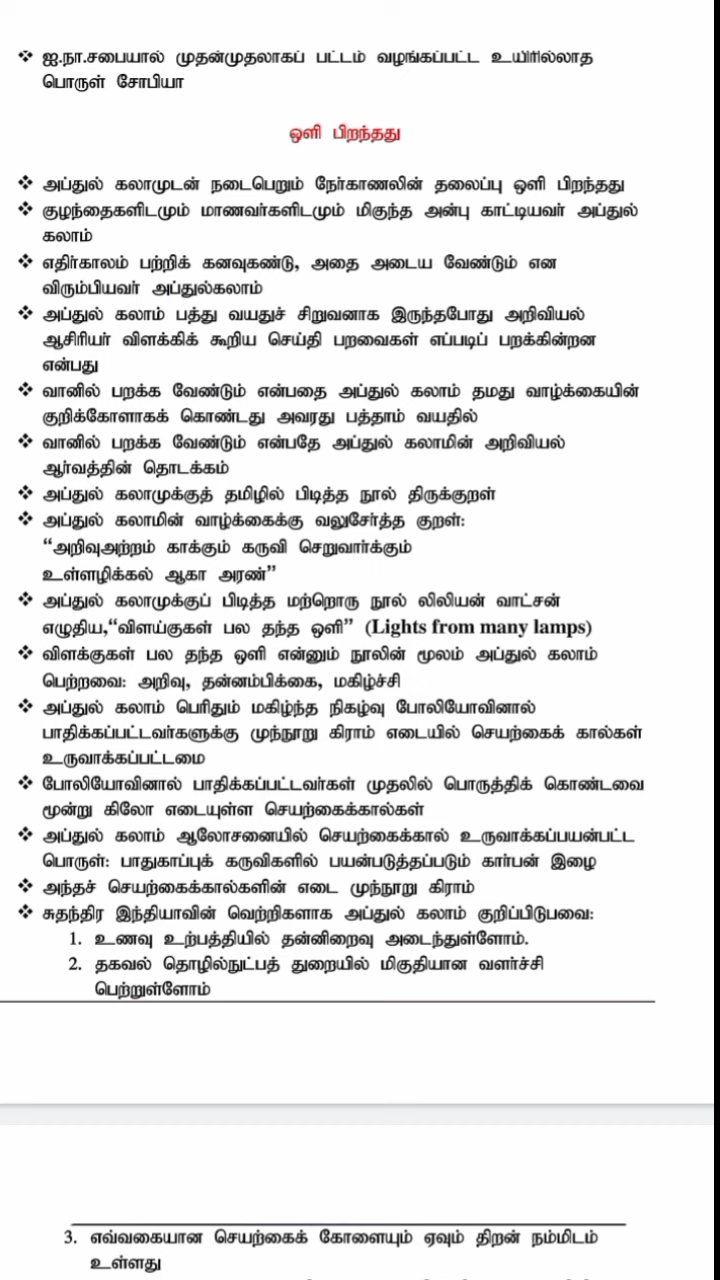 ❖ ஐ.நா.சபையால் முதன்முதலாகப் பட்டம் வழங்கப்பட்ட உயிரில்லாத
பொருள் சோபியா
ஒளி பிறந்தது
❖ அப்துல் கலாமுடன் நடைபெறும் நேர்காணலின் தலைப்பு ஒளி பிறந்தது
❖ குழந்தைகளிடமும் மாணவர்களிடமும் மிகுந்த அன்பு காட்டியவர் அப்துல்
கலாம்
❖ எதிர்காலம் பற்றிக் கனவுகண்டு, அதை அடைய வேண்டும் என
விரும்பியவர் அப்துல்கலாம்
❖ அப்துல் கலாம் பத்து வயதுச் சிறுவனாக இருந்தபோது அறிவியல்
ஆசிரியர் விளக்கிக் கூறிய செய்தி பறவைகள் எப்படிப் பறக்கின்றன
என்பது
❖ வானில் பறக்க வேண்டும் என்பதை அப்துல் கலாம் தமது வாழ்க்கையின்
குறிக்கோளாகக் கொண்டது அவரது பத்தாம் வயதில்
❖ வானில் பறக்க வேண்டும் என்பதே அப்துல் கலாமின் அறிவியல்
ஆர்வத்தின் தொடக்கம்
❖ அப்துல் கலாமுக்குத் தமிழில் பிடித்த நூல் திருக்குறள்
❖ அப்துல் கலாமின் வாழ்க்கைக்கு வலுசேர்த்த குறள்:
“அறிவுஅற்றம் காக்கும் கருவி செறுவார்க்கும்
உள்ளழிக்கல் ஆகா அரண்”
❖ அப்துல் கலாமுக்குப் பிடித்த மற்றொரு நூல் லிலியன் வாட்சன்
எழுதிய,“விளய்குகள் பல தந்த ஒளி” (Lights from many lamps)
❖ விளக்குகள் பல தந்த ஒளி என்னும் நூலின் மூலம் அப்துல் கலாம்
பெற்றவை: அறிவு, தன்னம்பிக்கை, மகிழ்ச்சி
❖ அப்துல் கலாம் பெரிதும் மகிழ்ந்த நிகழ்வு போலியோவினால்
பாதிக்கப்பட்டவர்களுக்கு முந்நூறு கிராம் எடையில் செயற்கைக் கால்கள்
உருவாக்கப்பட்டமை
❖ போலியோவினால் பாதிக்கப்பட்டவர்கள் முதலில் பொருத்திக் கொண்டவை
மூன்று கிலோ எடையுள்ள செயற்கைக்கால்கள்
❖ அப்துல் கலாம் ஆலோசனையில் செயற்கைக்கால் உருவாக்கப்பயன்பட்ட
பொருள்: பாதுகாப்புக் கருவிகளில் பயன்படுத்தப்படும் கார்பன் இழை
❖ அந்தச் செயற்கைக்கால்களின் எடை முந்நூறு கிராம்
❖ சுதந்திர இந்தியாவின் வெற்றிகளாக அப்துல் கலாம் குறிப்பிடுபவை:
1. உணவு உற்பத்தியில் தன்னிறைவு அடைந்துள்ளோம்.
2. தகவல் தொழில்நுட்பத் துறையில் மிகுதியான வளர்ச்சி
பெற்றுள்ளோம்
3. எவ்வகையான செயற்கைக் கோளையும் ஏவும் திறன் நம்மிடம்
உள்ளது